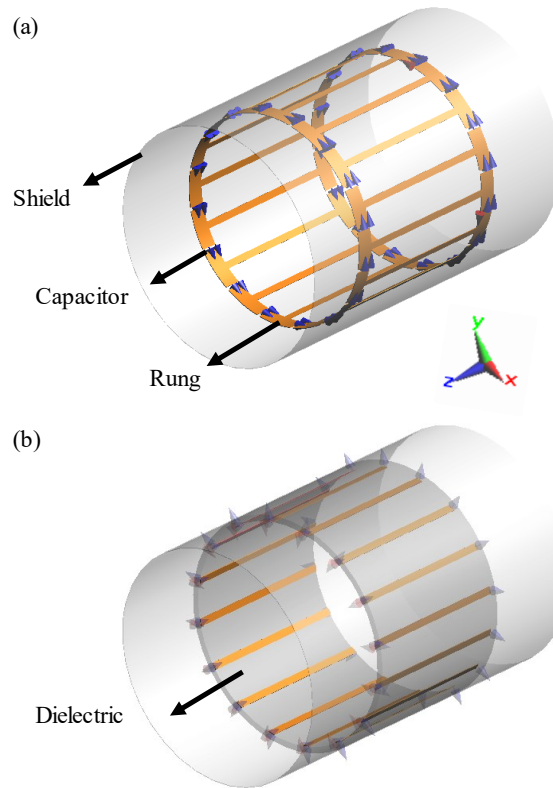 (a)
Shield
Capacitor
Rung
y
z
x
(b)
Dielectric